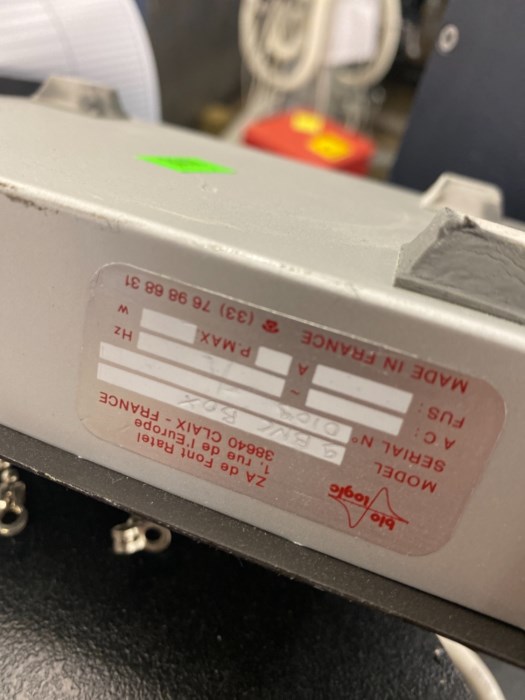 bio
logic
ZA de Font Ratel
1, rue de l'Europe
38640 CLAIX - FRANCE
MODEL
SERIAL N°
A C : ~ Hz
FUS : A P.MAX W
MADE IN FRANCE ☎ (33) 76 98 68 31